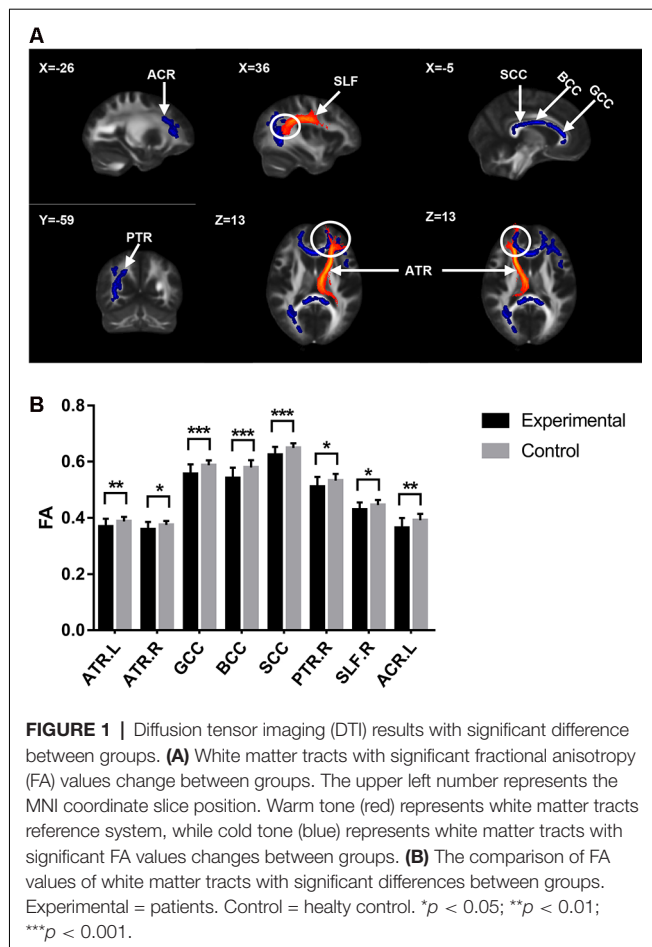 A
X=-26
ACR
X=36
SLF
X=-5
SCC
BCC
GCC
Y=-59
PTR
Z=13
ATR
Z=13
B
0.8
0.6
0.4
0.2
0.0
FA
**
*
***
***
***
*
*
**
Experimental
Control
ATR.L
ATR.R
GCC
BCC
SCC
PTR.R
SLF.R
ACR.L
FIGURE 1 | Diffusion tensor imaging (DTI) results with significant difference
between groups. (A) White matter tracts with significant fractional anisotropy
(FA) values change between groups. The upper left number represents the
MNI coordinate slice position. Warm tone (red) represents white matter tracts
reference system, while cold tone (blue) represents white matter tracts with
significant FA values changes between groups. (B) The comparison of FA
values of white matter tracts with significant differences between groups.
Experimental = patients. Control = healty control. *p < 0.05; **p < 0.01;
***p < 0.001.